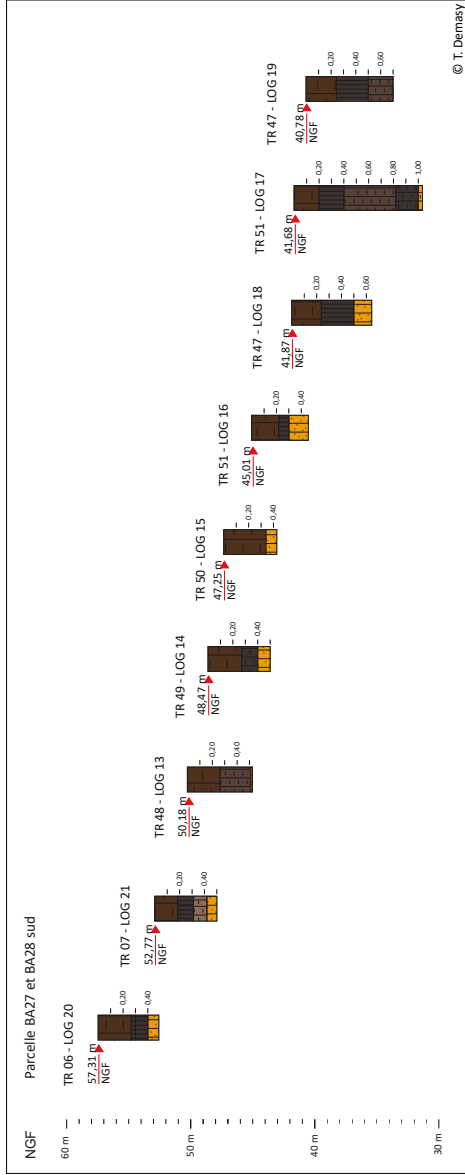 NGF
Parcelle BA27 et BA28 sud
60 m
50 m
40 m
30 m
TR 06 - LOG 20
57,31 m
NGF
0,20
0,40
TR 07 - LOG 21
52,77 m
NGF
0,20
0,40
TR 48 - LOG 13
50,18 m
NGF
0,20
0,40
TR 49 - LOG 14
48,47 m
NGF
0,20
0,40
TR 50 - LOG 15
47,25 m
NGF
0,20
0,40
TR 51 - LOG 16
45,01 m
NGF
0,20
0,40
TR 47 - LOG 18
41,87 m
NGF
0,20
0,40
0,60
TR 51 - LOG 17
41,68 m
NGF
0,20
0,40
0,60
0,80
1,00
TR 47 - LOG 19
40,78 m
NGF
0,20
0,40
0,60
© T. Demasy